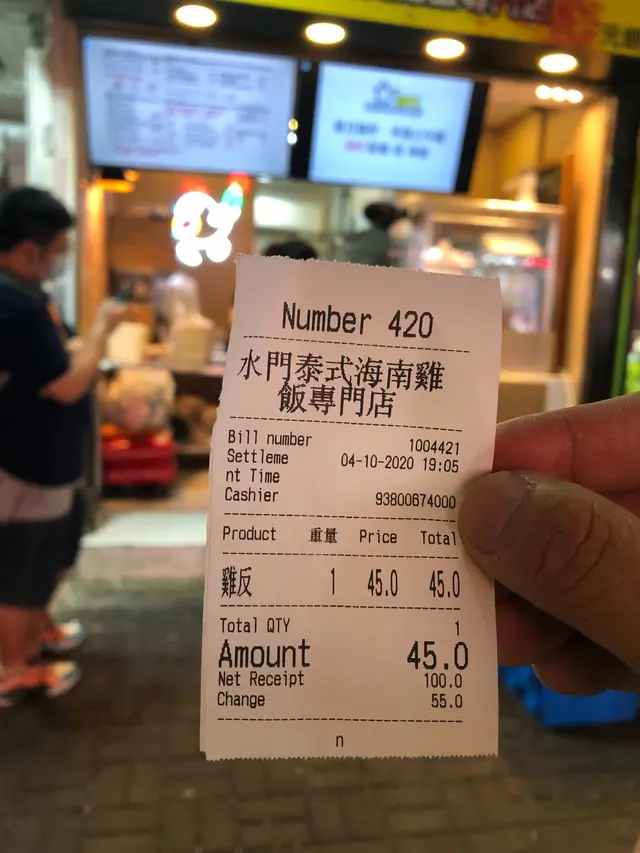 Number 420
水門泰式海南雞
飯專門店
Bill number 1004421
Settleme 04-10-2020 19:05
nt Time
Cashier 93800674000
Product 重量 Price Total
雞反 1 45.0 45.0
Total QTY 1
Amount 45.0
Net Receipt 100.0
Change 55.0
n